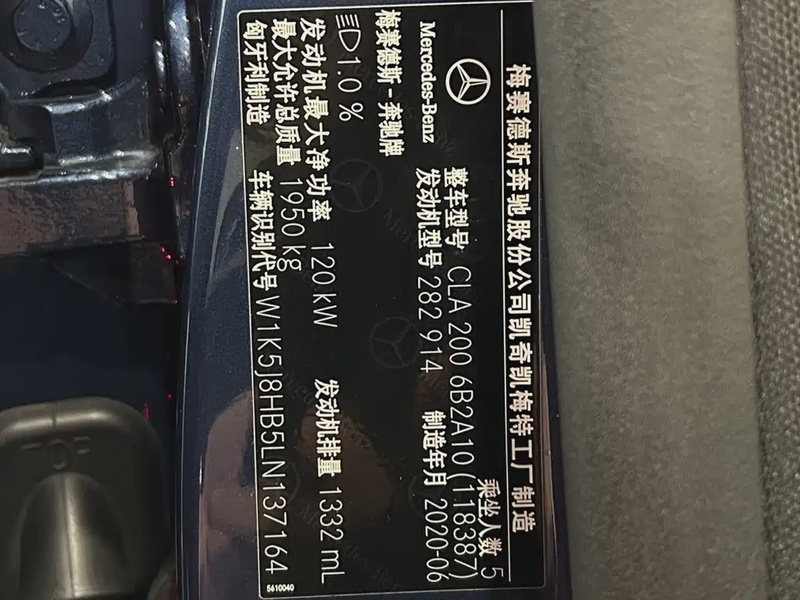 梅赛德斯奔驰股份公司凯奇凯梅特工厂制造
乘坐人数 5
Mercedes-Benz
整车型号 CLA 200 6B2A10 (118387)
发动机型号 282 914 制造年月 2020-06
梅赛德斯-奔驰牌
1.0 %
发动机最大净功率 120 kW 发动机排量 1332 mL
最大允许总质量 1950 kg
匈牙利制造 车辆识别代号 W1K5J8HB5LN137164
5610040
TOP